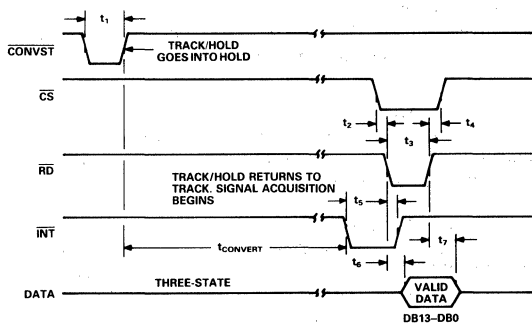 t1
CONVST
TRACK/HOLD
GOES INTO HOLD
CS
t2
t3
t4
RD
TRACK/HOLD RETURNS TO
TRACK. SIGNAL ACQUISITION
BEGINS
t5
INT
tCONVERT
t6
t7
DATA
THREE-STATE
VALID
DATA
DB13–DB0